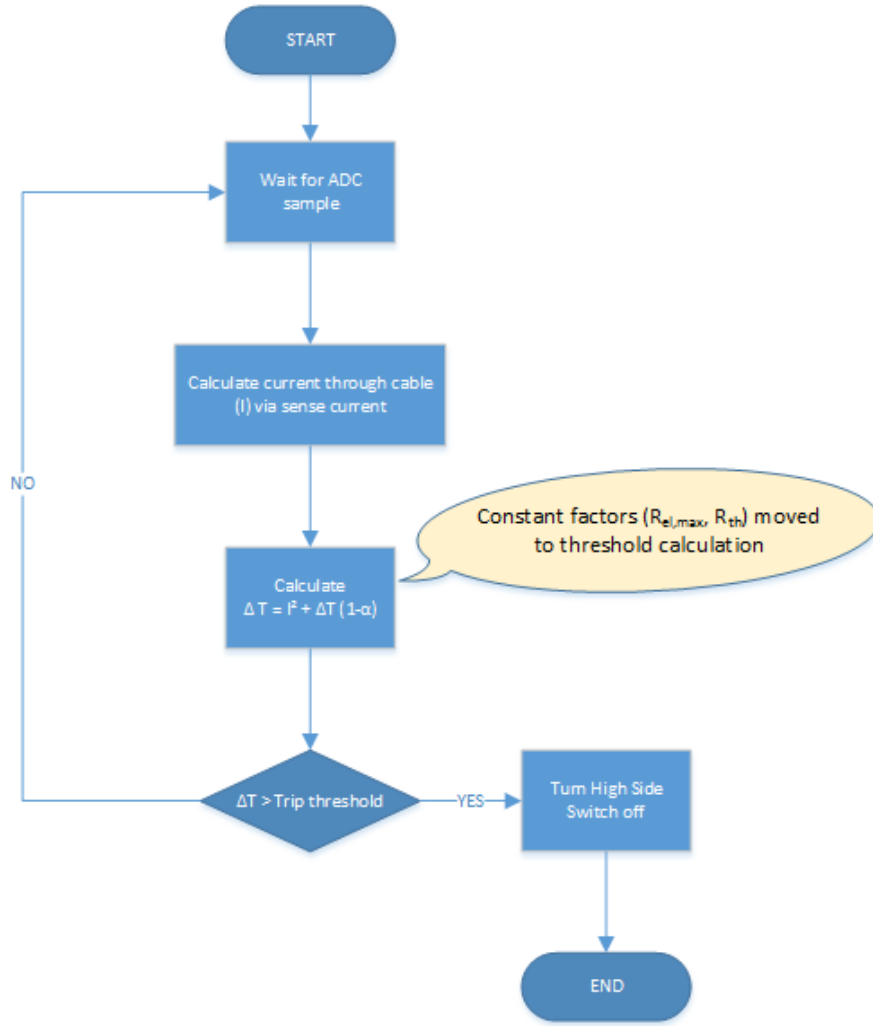 START
Wait for ADC
sample
Calculate current through cable
(I) via sense current
NO
Constant factors (Rel,max, Rth) moved
to threshold calculation
Calculate
Δ T = I² + ΔT (1-α)
ΔT > Trip threshold
YES
Turn High Side
Switch off
END